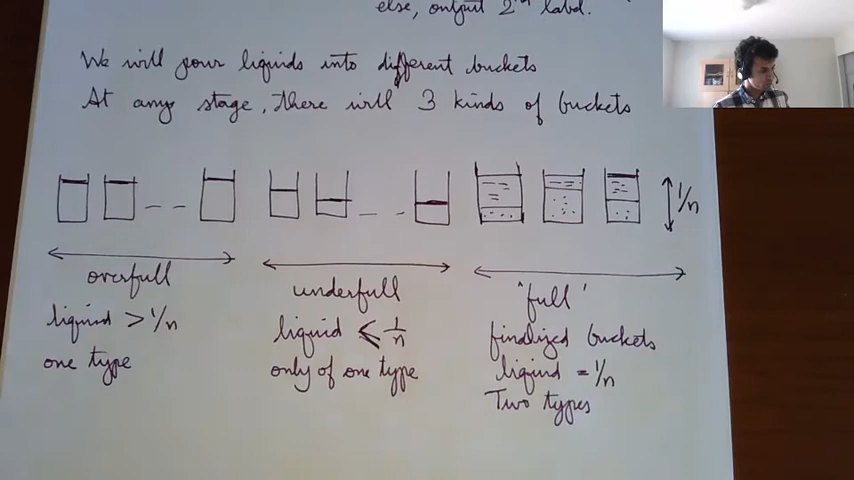 else, output 2nd label.
We will pour liquids into different buckets
At any stage, there will 3 kinds of buckets
1/n
overfull
underfull
"full"
liquid > 1/n
liquid < 1/n
finalized buckets
one type
only of one type
liquid = 1/n
Two types